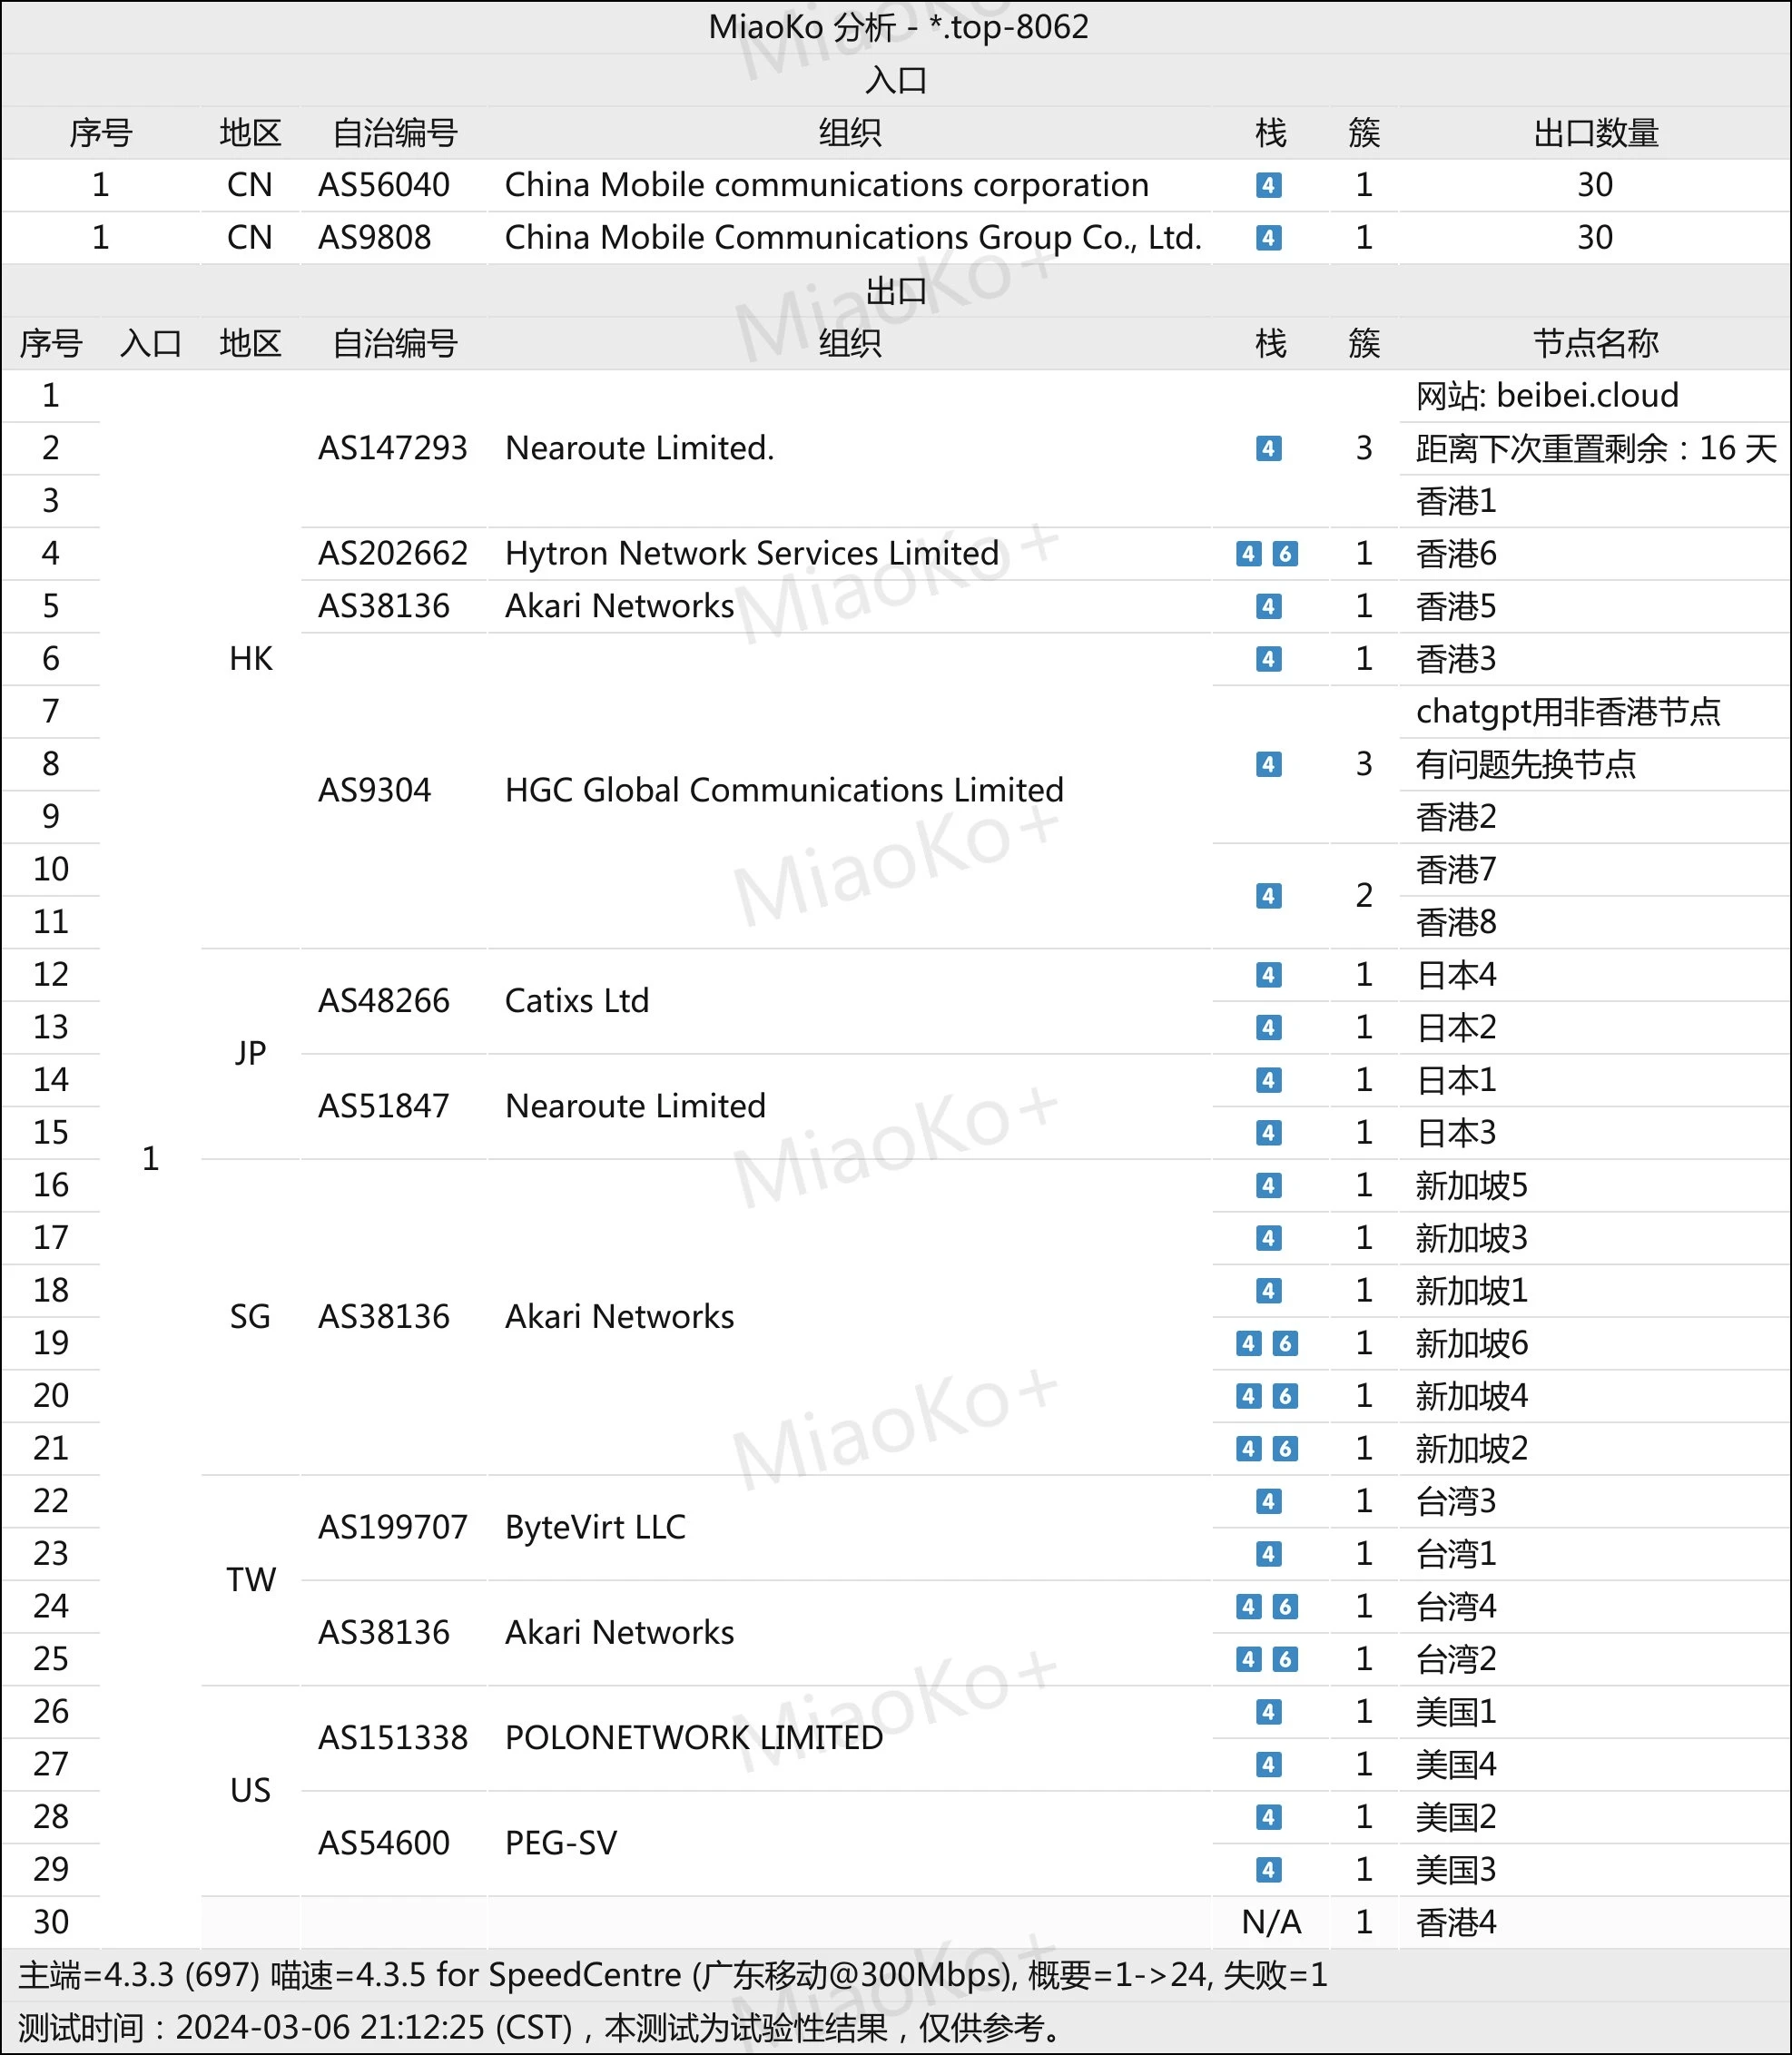 MiaoKo 分析 - *.top-8062
入口
序号 地区 自治编号 组织 栈 簇 出口数量
1 CN AS56040 China Mobile communications corporation 4 1 30
1 CN AS9808 China Mobile Communications Group Co., Ltd. 4 1 30
出口
序号 入口 地区 自治编号 组织 栈 簇 节点名称
1 网站: beibei.cloud
2 AS147293 Nearoute Limited. 4 3 距离下次重置剩余：16 天
3 香港1
4 AS202662 Hytron Network Services Limited 4 6 1 香港6
5 AS38136 Akari Networks 4 1 香港5
6 HK 4 1 香港3
7 chatgpt用非香港节点
8 4 3 有问题先换节点
AS9304 HGC Global Communications Limited
9 香港2
10 香港7
4 2
11 香港8
12 4 1 日本4
AS48266 Catixs Ltd
13 4 1 日本2
JP
14 4 1 日本1
AS51847 Nearoute Limited
15 4 1 日本3
1
16 4 1 新加坡5
17 4 1 新加坡3
18 4 1 新加坡1
SG AS38136 Akari Networks
19 4 6 1 新加坡6
20 4 6 1 新加坡4
21 4 6 1 新加坡2
22 4 1 台湾3
AS199707 ByteVirt LLC
23 4 1 台湾1
TW
24 4 6 1 台湾4
AS38136 Akari Networks
25 4 6 1 台湾2
26 4 1 美国1
AS151338 POLONETWORK LIMITED
27 4 1 美国4
US
28 4 1 美国2
AS54600 PEG-SV
29 4 1 美国3
30 N/A 1 香港4
主端=4.3.3 (697) 喵速=4.3.5 for SpeedCentre (广东移动@300Mbps), 概要=1->24, 失败=1
测试时间：2024-03-06 21:12:25 (CST)，本测试为试验性结果，仅供参考。
MiaoKo+
MiaoKo+
MiaoKo+
MiaoKo+
MiaoKo+
MiaoKo+
MiaoKo+
MiaoKo+